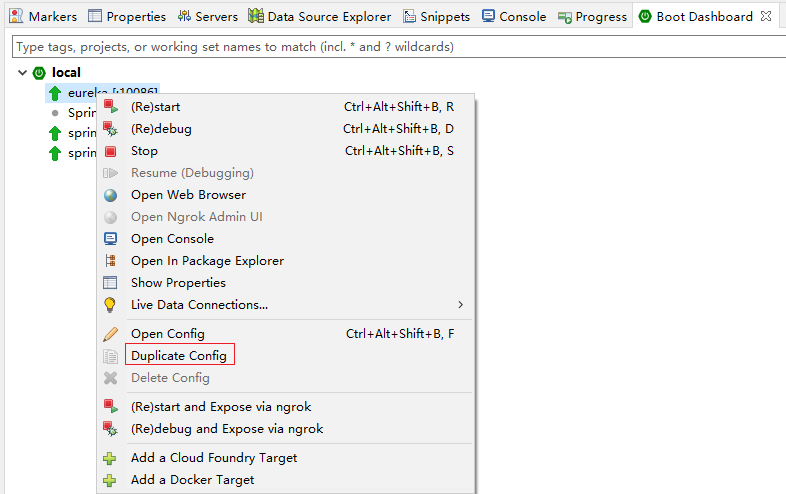 Markers Properties Servers Data Source Explorer Snippets Console Progress Boot Dashboard
Type tags, projects, or working set names to match (incl. * and ? wildcards)
local
eureka [:10086]
Sprin
sprin
sprin
(Re)start Ctrl+Alt+Shift+B, R
(Re)debug Ctrl+Alt+Shift+B, D
Stop Ctrl+Alt+Shift+B, S
Resume (Debugging)
Open Web Browser
Open Ngrok Admin UI
Open Console
Open In Package Explorer
Show Properties
Live Data Connections...
Open Config Ctrl+Alt+Shift+B, F
Duplicate Config
Delete Config
(Re)start and Expose via ngrok
(Re)debug and Expose via ngrok
Add a Cloud Foundry Target
Add a Docker Target